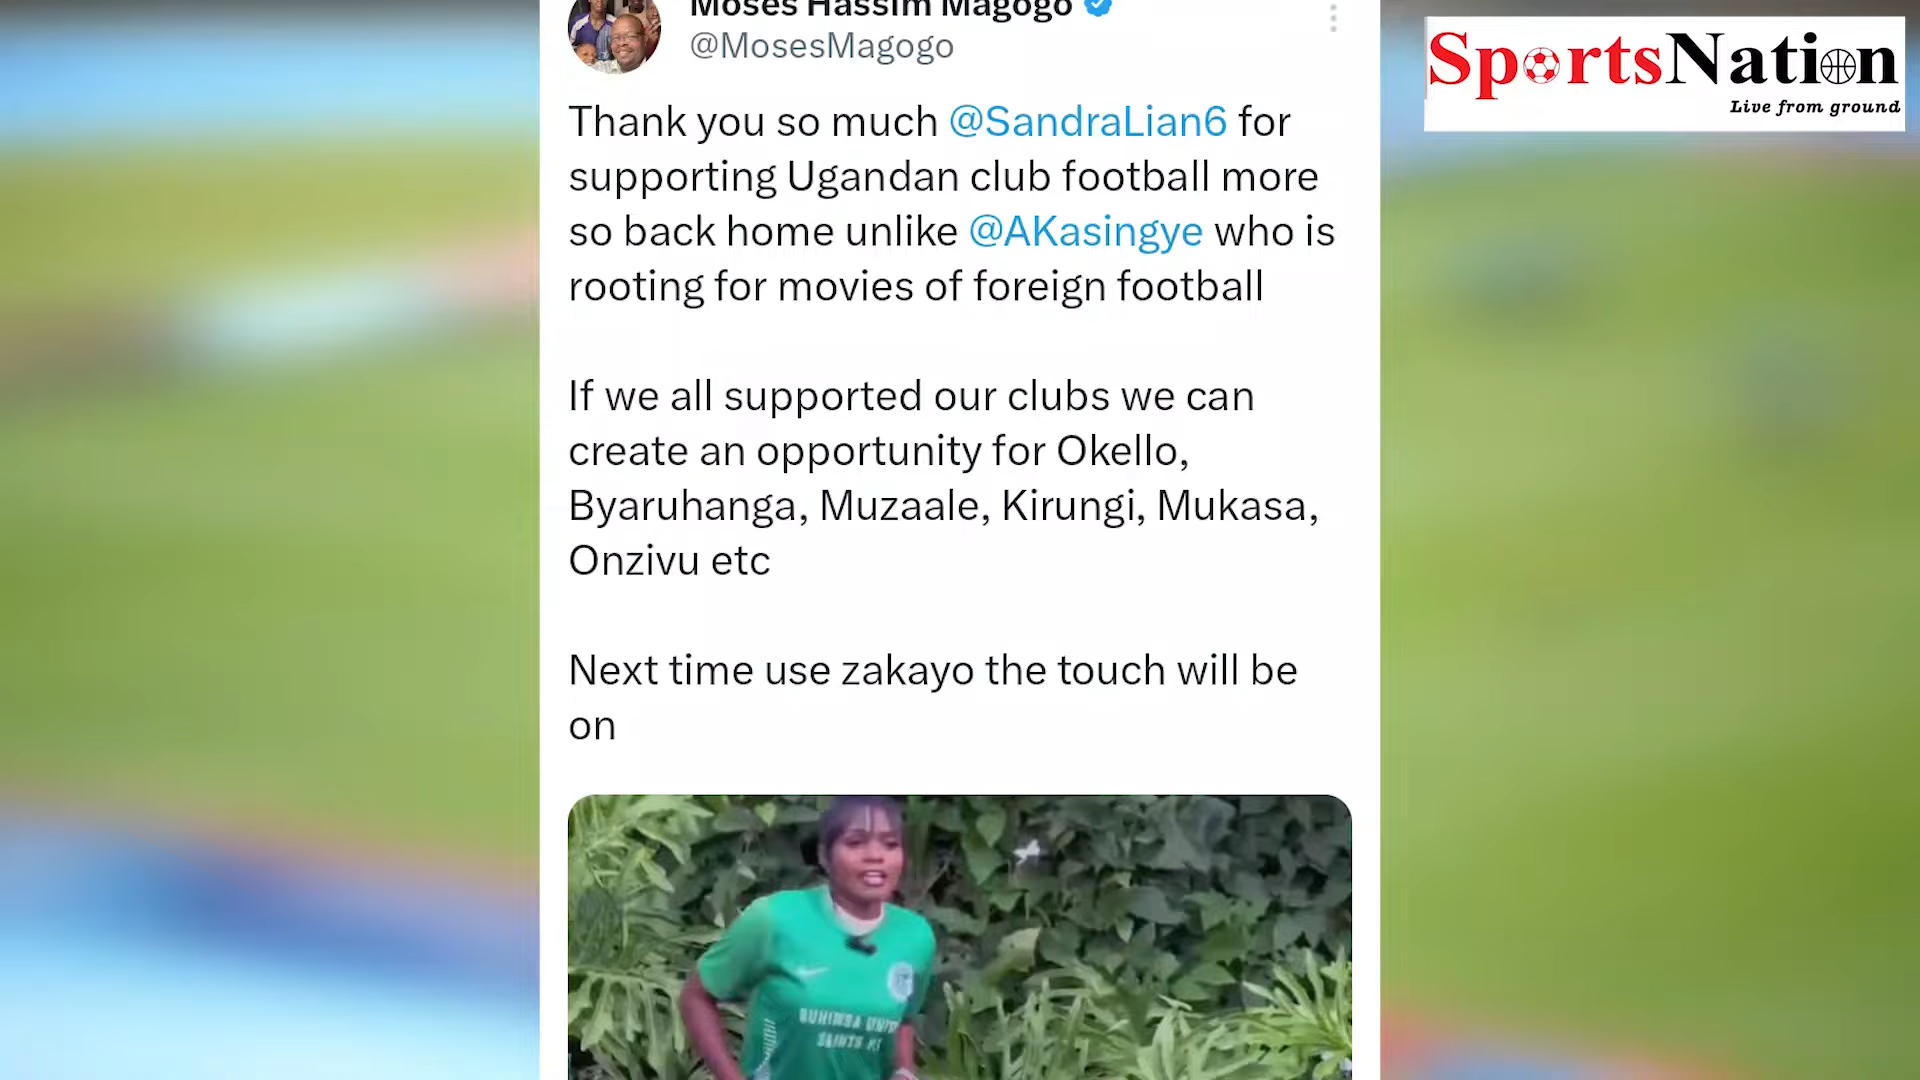 Moses Hassim Magogo
@MosesMagogo
SportsNation
Live from ground
Thank you so much @SandraLian6 for
supporting Ugandan club football more
so back home unlike @AKasingye who is
rooting for movies of foreign football
If we all supported our clubs we can
create an opportunity for Okello,
Byaruhanga, Muzaale, Kirungi, Mukasa,
Onzivu etc
Next time use zakayo the touch will be
on